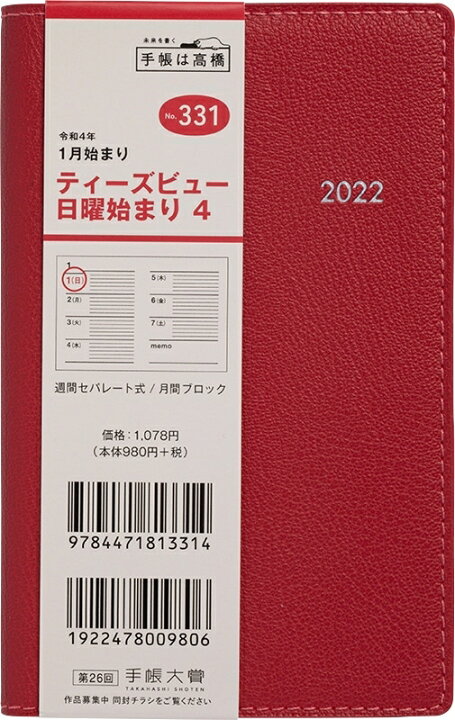 未来を書く
手帳は高橋
No.331
令和4年
1月始まり
ティーズビュー
日曜始まり 4
2022
1
1(日)
2(月)
3(火)
4(水)
5(木)
6(金)
7(土)
memo
週間セパレート式 / 月間ブロック
価格:1,078円
(本体980円+税)
9784471813314
1922478009806
第26回 手帳大賞
TAKAHASHI SHOTEN
作品募集中 同封チラシをご覧ください